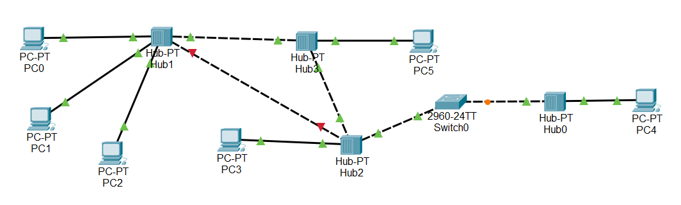 PC-PT
PC0
Hub-PT
Hub1
Hub-PT
Hub3
PC-PT
PC5
PC-PT
PC1
PC-PT
PC2
PC-PT
PC3
Hub-PT
Hub2
2960-24TT
Switch0
Hub-PT
Hub0
PC-PT
PC4